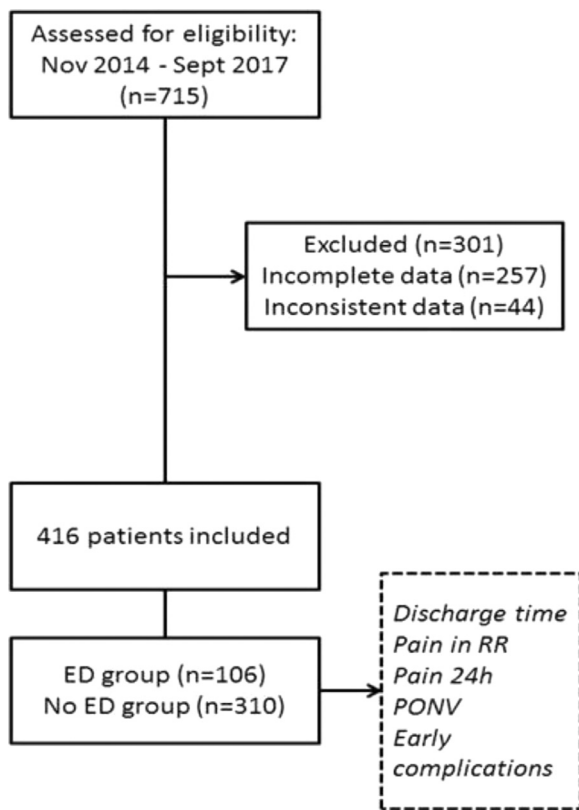 Assessed for eligibility:
Nov 2014 - Sept 2017
(n=715)
Excluded (n=301)
Incomplete data (n=257)
Inconsistent data (n=44)
416 patients included
ED group (n=106)
No ED group (n=310)
Discharge time
Pain in RR
Pain 24h
PONV
Early
complications